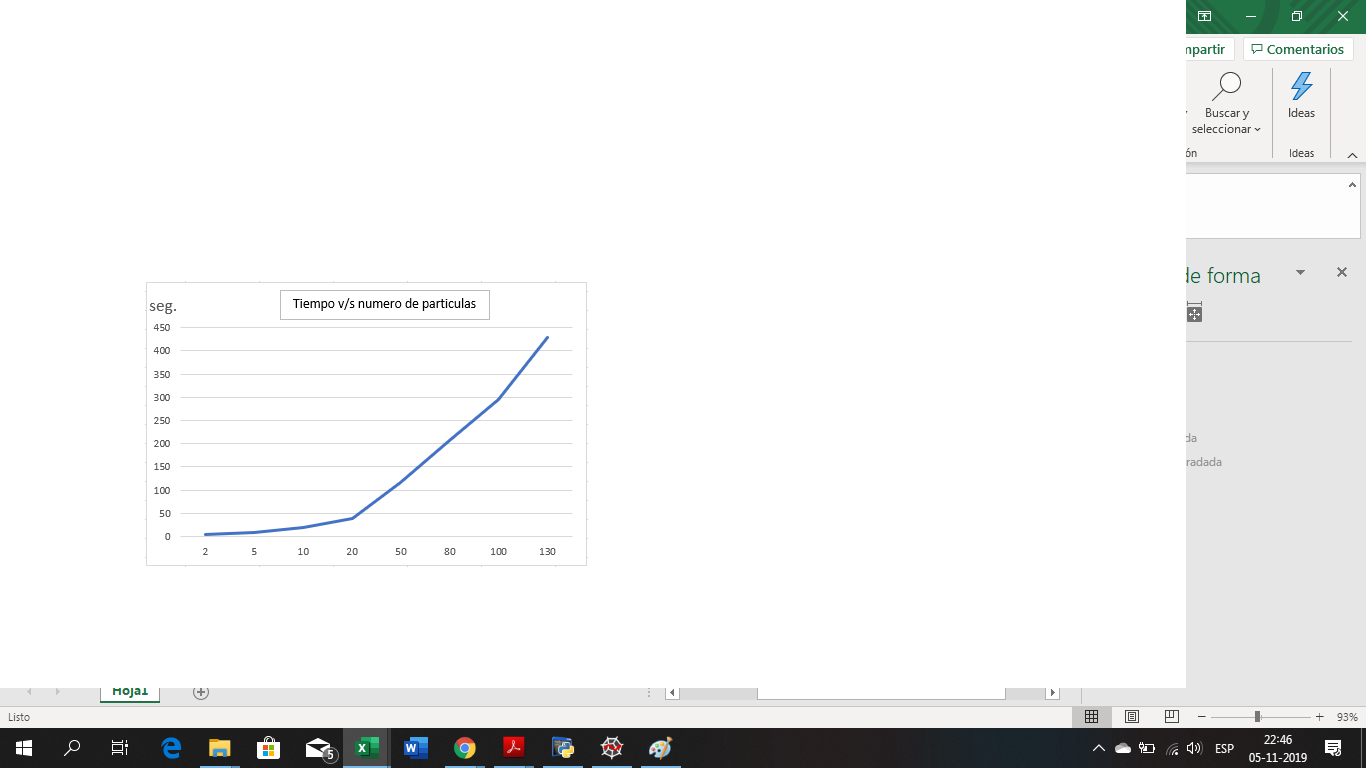 mpartir
Comentarios
Buscar y
seleccionar
Ideas
ón
Ideas
de forma
da
radada
Tiempo v/s numero de particulas
seg.
450
400
350
300
250
200
150
100
50
0
2 5 10 20 50 80 100 130
Hoja1
Listo
93%
5
ESP
22:46
05-11-2019
3